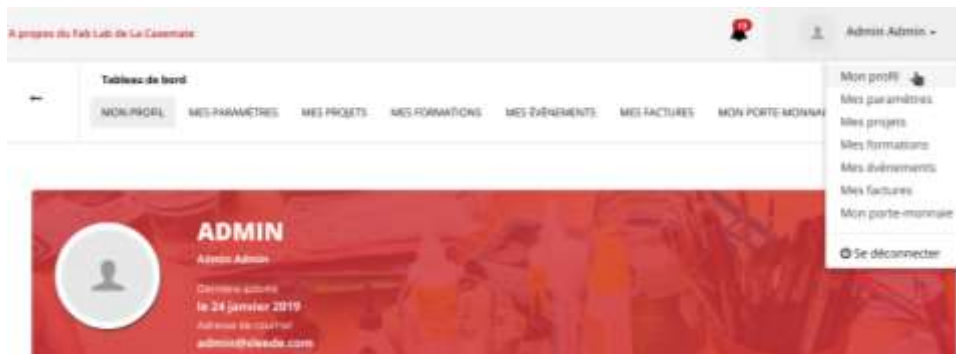 A propos du Fab Lab de La Casemate
Admin Admin
Tableau de bord
MON PROFIL MES PARAMÈTRES MES PROJETS MES FORMATIONS MES ÉVÉNEMENTS MES FACTURES MON PORTE-MONNAI
Mon profil
Mes paramètres
Mes projets
Mes formations
Mes événements
Mes factures
Mon porte-monnaie
Se déconnecter
ADMIN
Admin Admin
Dernière activité
le 24 janvier 2019
Adresse de courriel
admin@sleede.com